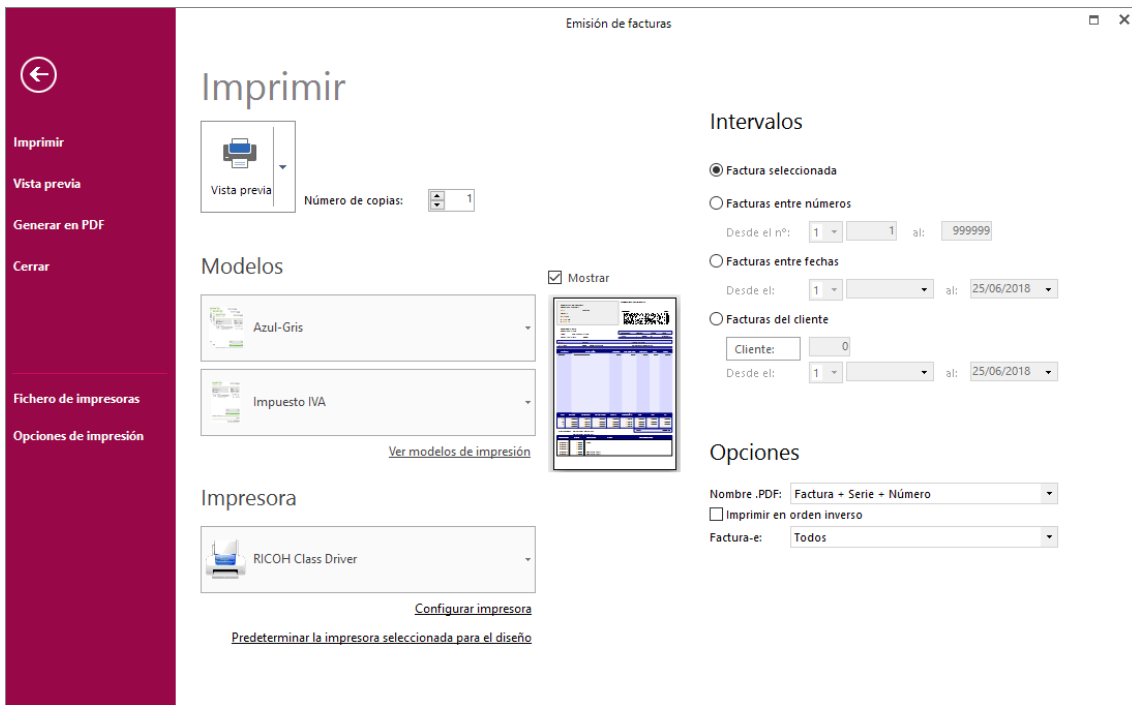 Emisión de facturas
Imprimir
Vista previa
Generar en PDF
Cerrar
Fichero de impresoras
Opciones de impresión
Imprimir
Vista previa
Número de copias: 1
Modelos
Mostrar
Azul-Gris
Impuesto IVA
Ver modelos de impresión
Impresora
RICOH Class Driver
Configurar impresora
Predeterminar la impresora seleccionada para el diseño
Intervalos
Factura seleccionada
Facturas entre números
Desde el nº: 1 1 al: 999999
Facturas entre fechas
Desde el: 1 al: 25/06/2018
Facturas del cliente
Cliente: 0
Desde el: 1 al: 25/06/2018
Opciones
Nombre .PDF: Factura + Serie + Número
Imprimir en orden inverso
Factura-e: Todos